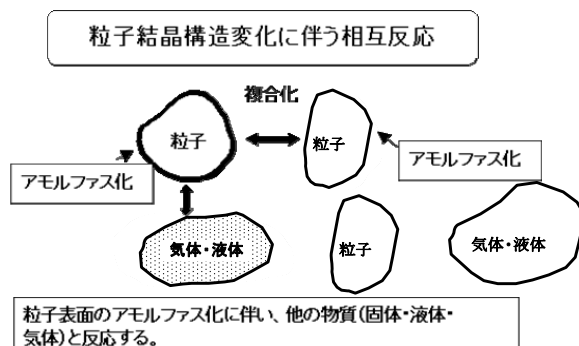 粒子結晶構造変化に伴う相互反応
複合化
粒子
粒子
アモルファス化
アモルファス化
気体・液体
粒子
気体・液体
粒子表面のアモルファス化に伴い、他の物質(固体・液体・
気体)と反応する。